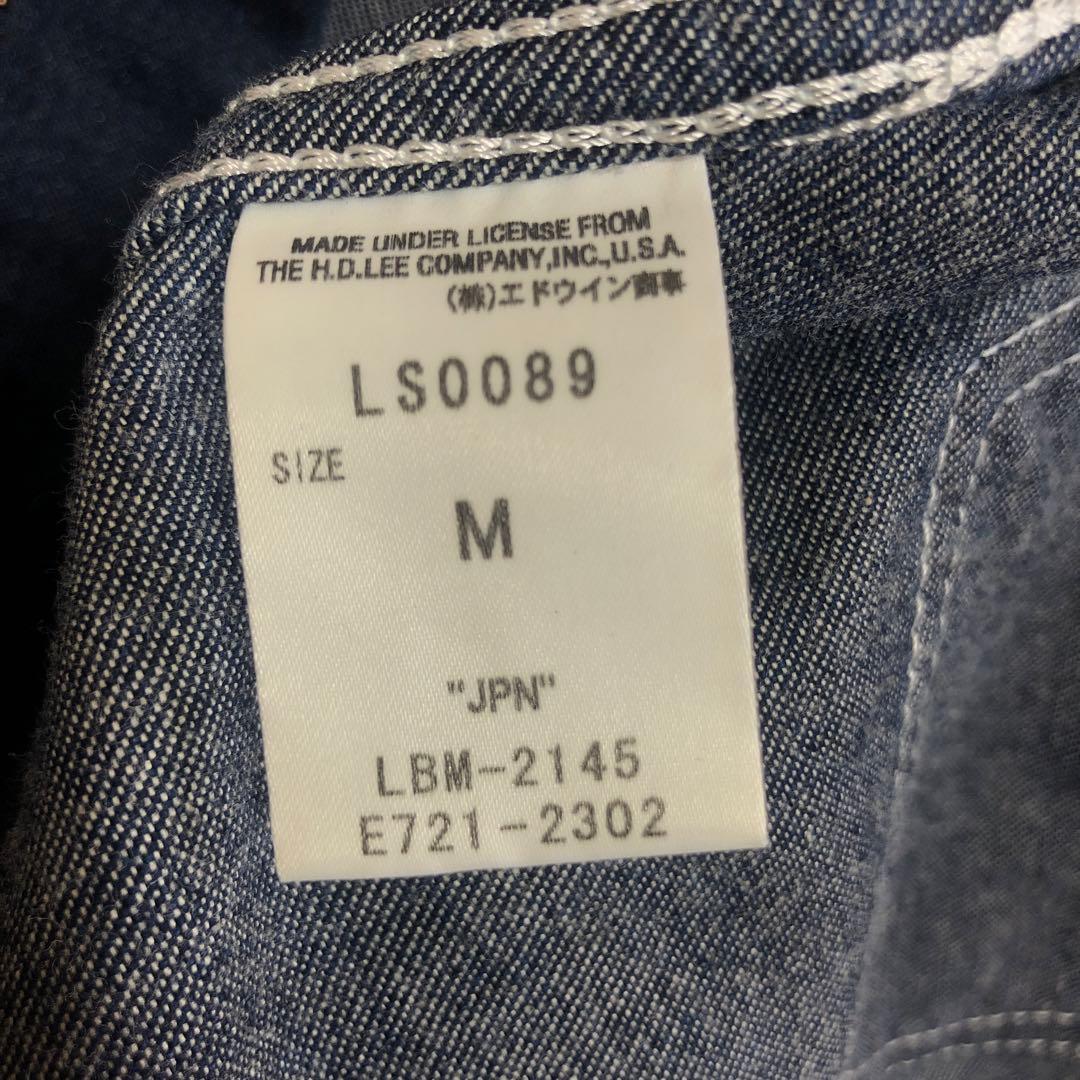 MADE UNDER LICENSE FROM
THE H.D.LEE COMPANY,INC.,U.S.A.
(株)エドウイン商事
LS0089
SIZE
M
"JPN"
LBM-2145
E721-2302